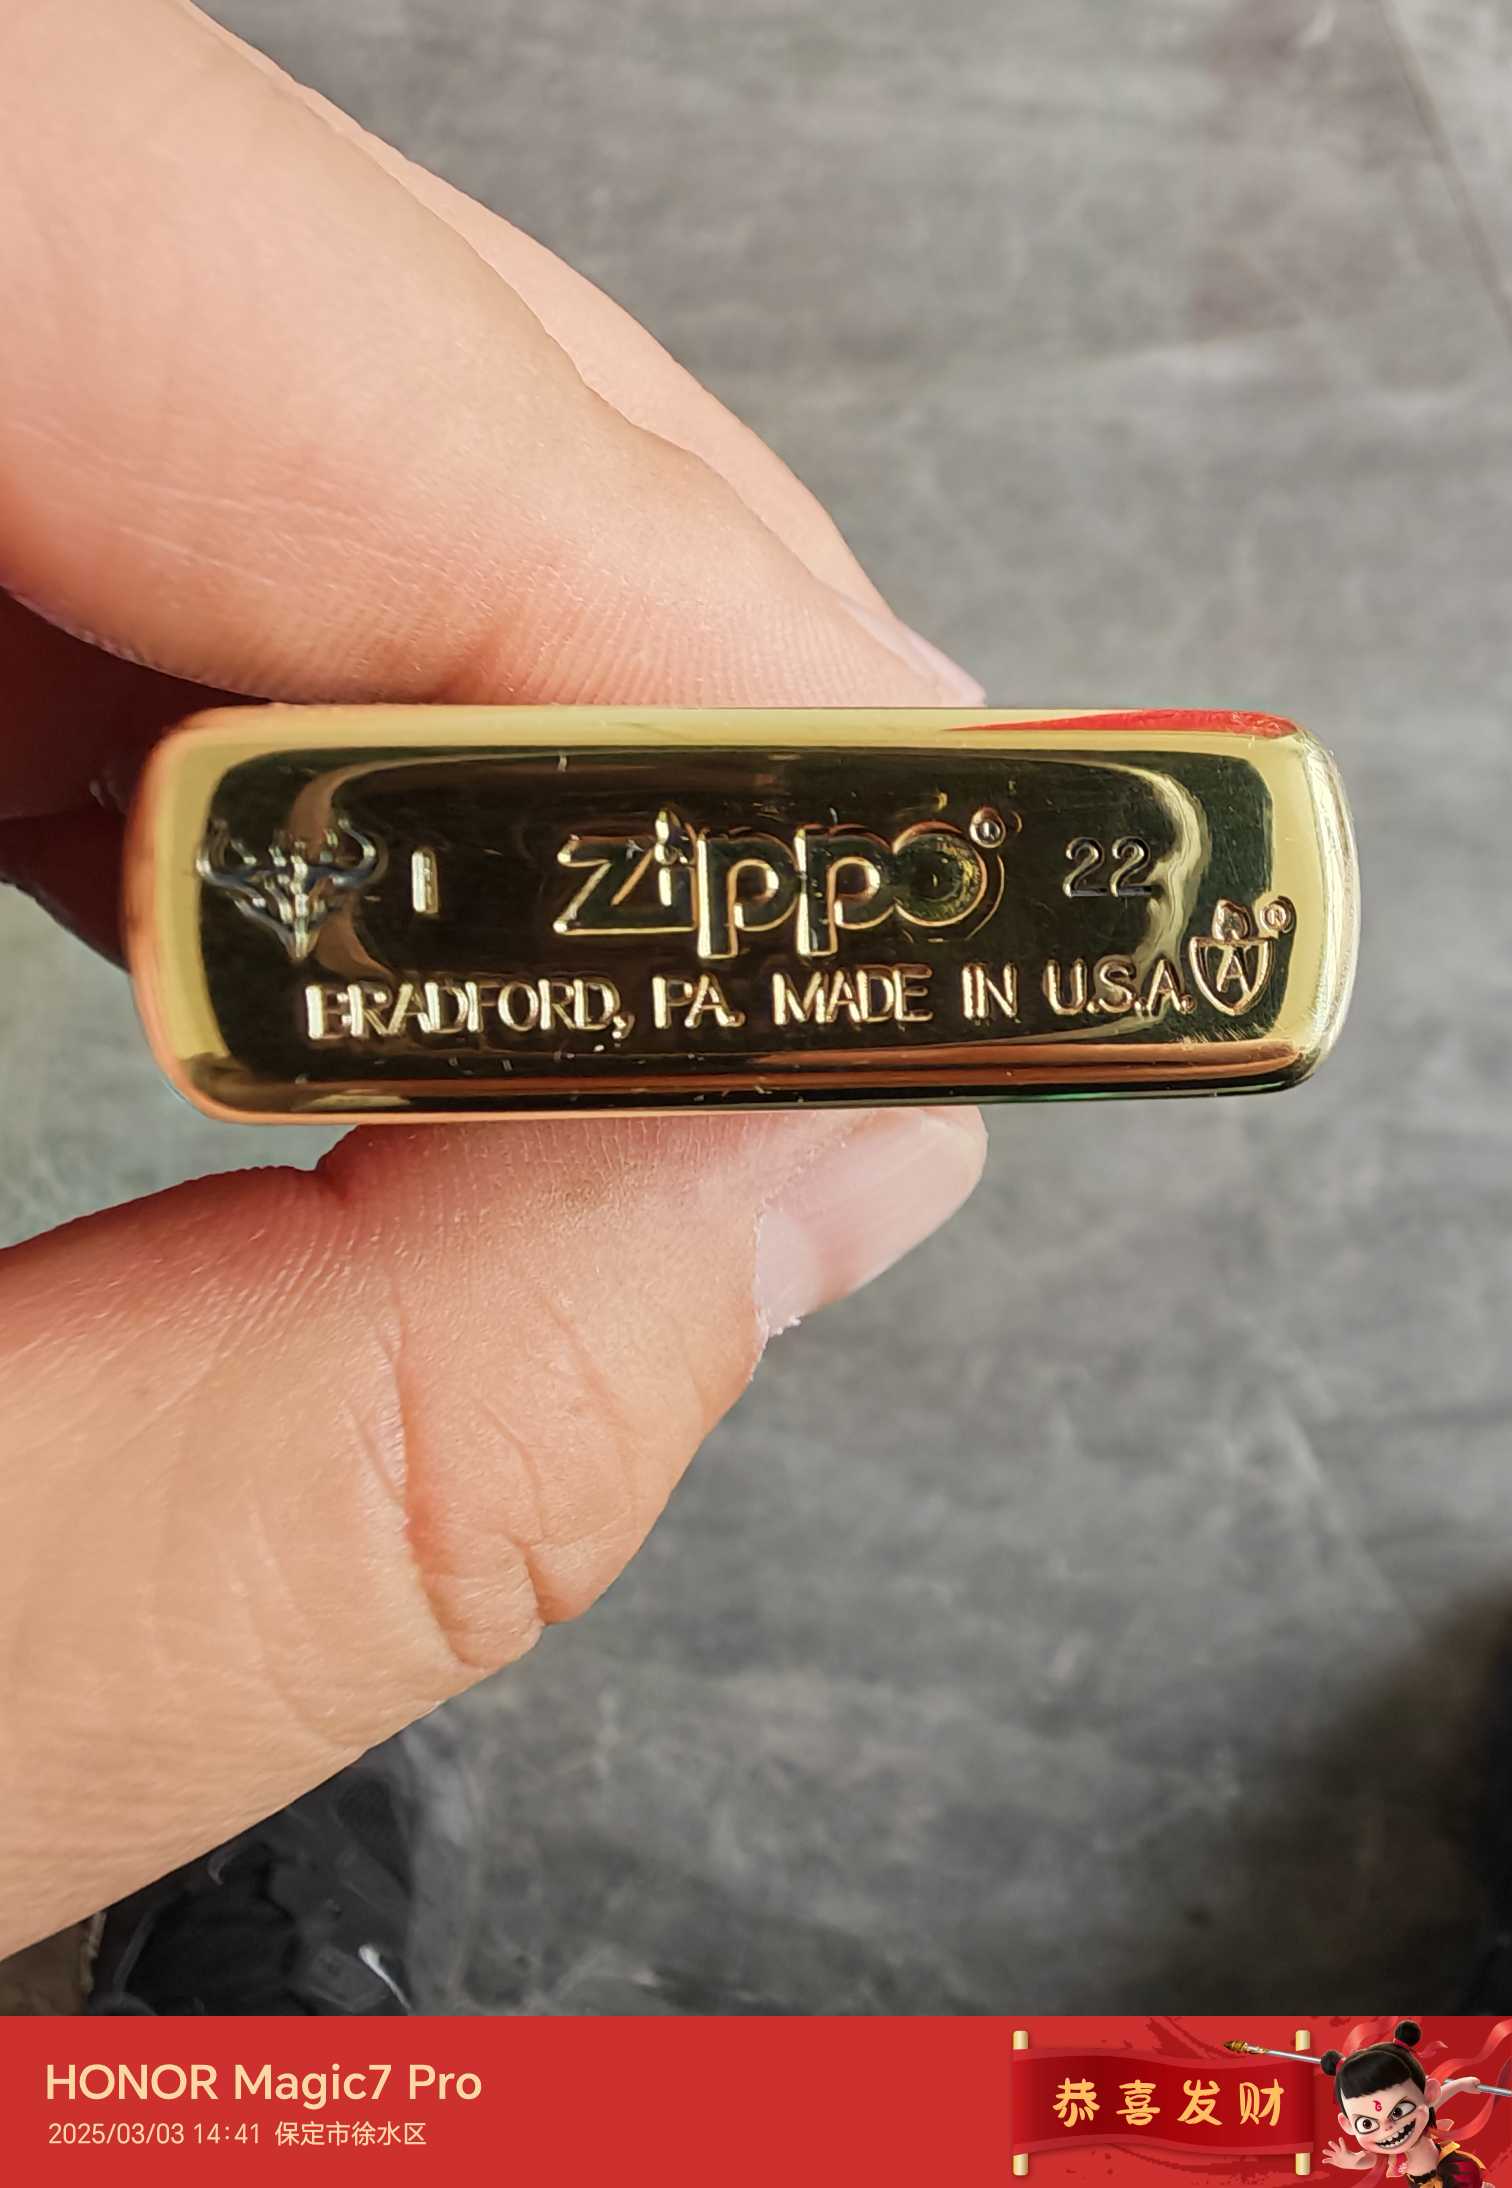 I zippo 22
BRADFORD, PA. MADE IN U.S.A. A
HONOR Magic7 Pro
2025/03/03 14:41 保定市徐水区
恭喜发财